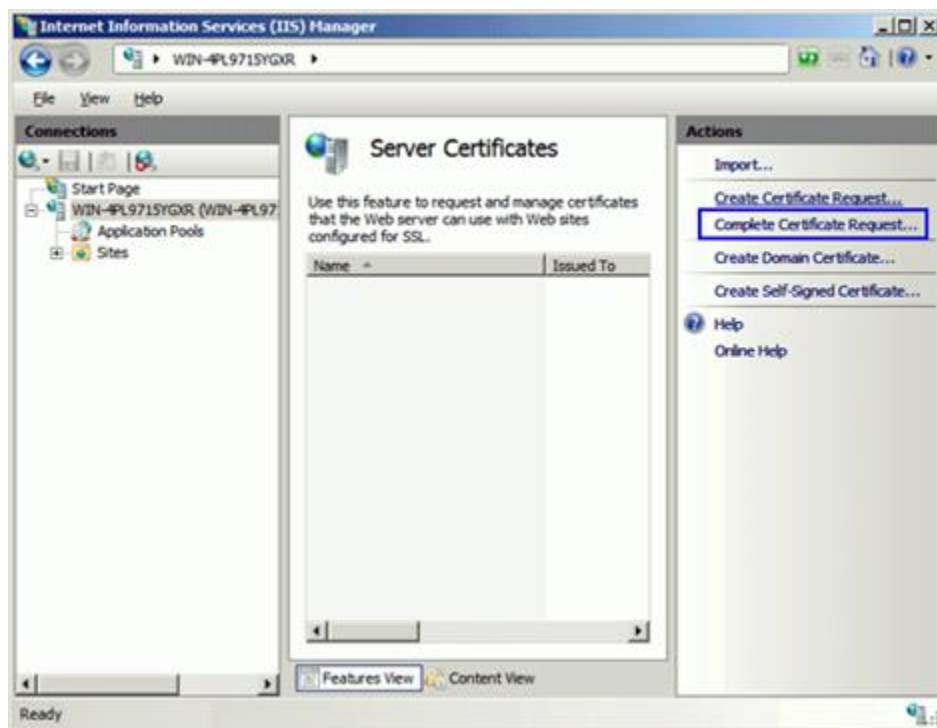 Internet Information Services (IIS) Manager
WIN-4PL9715YGXR
File View Help
Connections
Start Page
WIN-4PL9715YGXR (WIN-4PL97
Application Pools
Sites
Server Certificates
Use this feature to request and manage certificates
that the Web server can use with Web sites
configured for SSL.
Name Issued To
Features View Content View
Actions
Import...
Create Certificate Request...
Complete Certificate Request...
Create Domain Certificate...
Create Self-Signed Certificate...
Help
Online Help
Ready